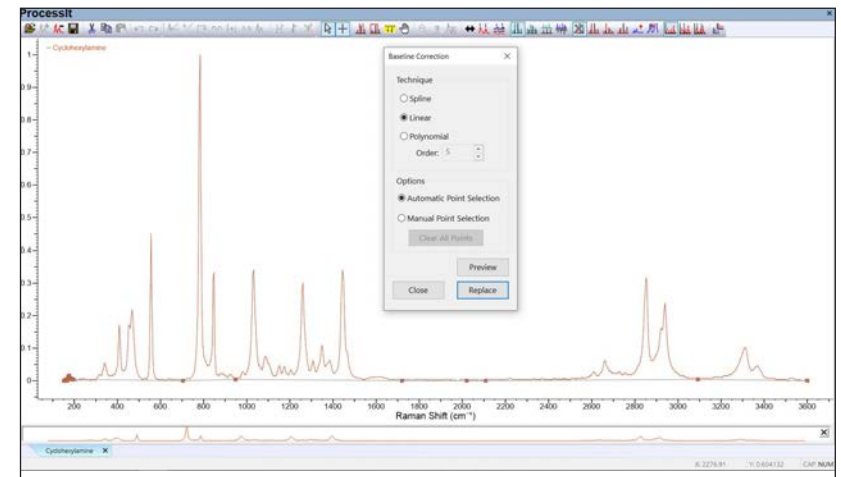 ProcessIt
Cyclohexylamine
Baseline Correction
Technique
Spline
Linear
Polynomial
Order: 5
Options
Automatic Point Selection
Manual Point Selection
Clear All Points
Preview
Close
Replace
1
0.9
0.8
0.7
0.6
0.5
0.4
0.3
0.2
0.1
0
200 400 600 800 1000 1200 1400 1600 1800 2000 2200 2400 2600 2800 3000 3200 3400 3600
Raman Shift (cm⁻¹)
Cyclohexylamine X
X: 2276.91 Y: 0.604132 CAP NUM